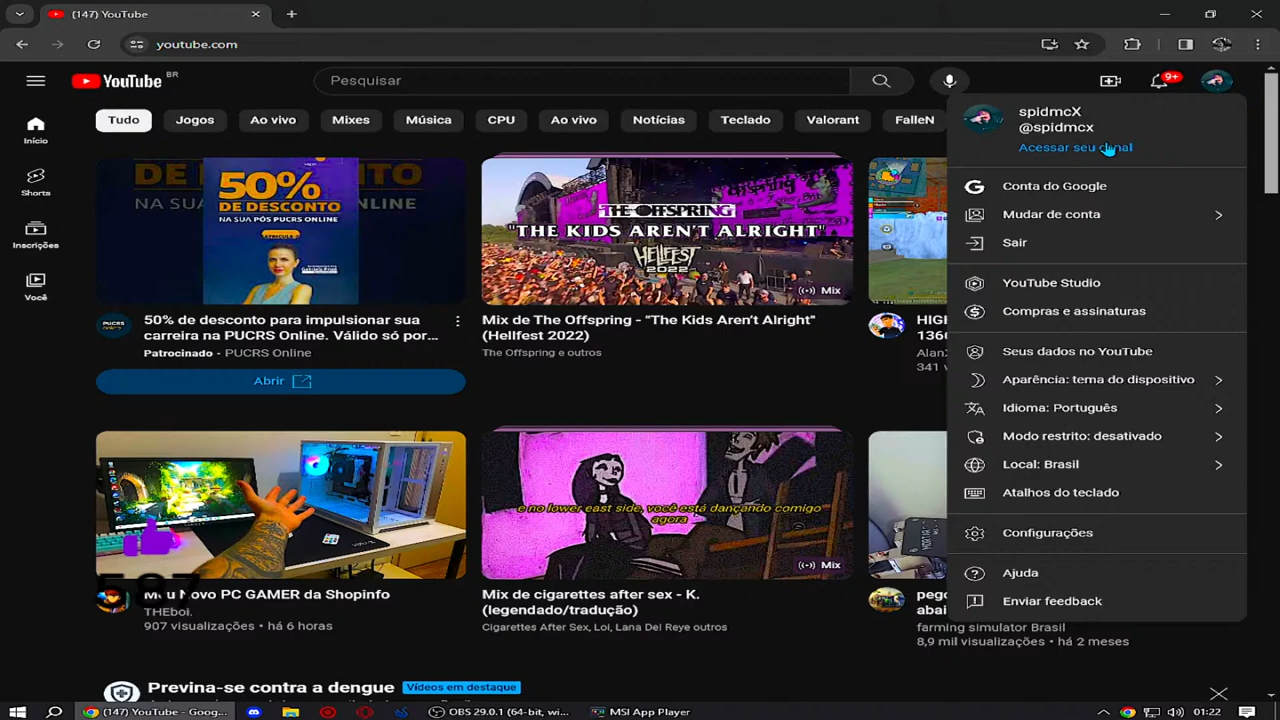 (147) YouTube
youtube.com
YouTube BR
Pesquisar
9+
Tudo
Jogos
Ao vivo
Mixes
Música
CPU
Ao vivo
Notícias
Teclado
Valorant
FalleN
spidmcX
@spidmcx
Acessar seu canal
Conta do Google
Mudar de conta
Sair
YouTube Studio
Compras e assinaturas
Seus dados no YouTube
Aparência: tema do dispositivo
Idioma: Português
Modo restrito: desativado
Local: Brasil
Atalhos do teclado
Configurações
Ajuda
Enviar feedback
Início
Shorts
Inscrições
Você
50%
DE DESCONTO
NA SUA PÓS PUCRS ONLINE
PUCRS
50% de desconto para impulsionar sua
carreira na PUCRS Online. Válido só por...
Patrocinado · PUCRS Online
Abrir
THE OFFSPRING
"THE KIDS AREN'T ALRIGHT"
HELLFEST
2022
Mix
Mix de The Offspring - "The Kids Aren't Alright"
(Hellfest 2022)
The Offspring e outros
HIGI
136
AlanZ
341 v
Meu Novo PC GAMER da Shopinfo
THEboi.
907 visualizações · há 6 horas
e no lower east side, você está dançando comigo
agora
Mix
Mix de cigarettes after sex - K.
(legendado/tradução)
Cigarettes After Sex, Loi, Lana Del Reye outros
pego
abai
farming simulator Brasil
8,9 mil visualizações · há 2 meses
Previna-se contra a dengue
Vídeos em destaque
(147) YouTube - Goog...
OBS 29.0.1 (64-bit, wi...
MSI App Player
01:22